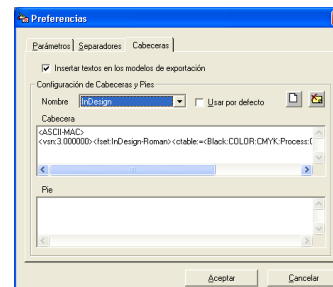 Preferencias
Parámetros Separadores Cabeceras
Insertar textos en los modelos de exportación
Configuración de Cabeceras y Pies
Nombre InDesign Usar por defecto
Cabecera
<ASCII-MAC>
<vsn:3.000000><fset:InDesign-Roman><ctable:=<Black:COLOR:CMYK:Process:(
Pie
Aceptar Cancelar